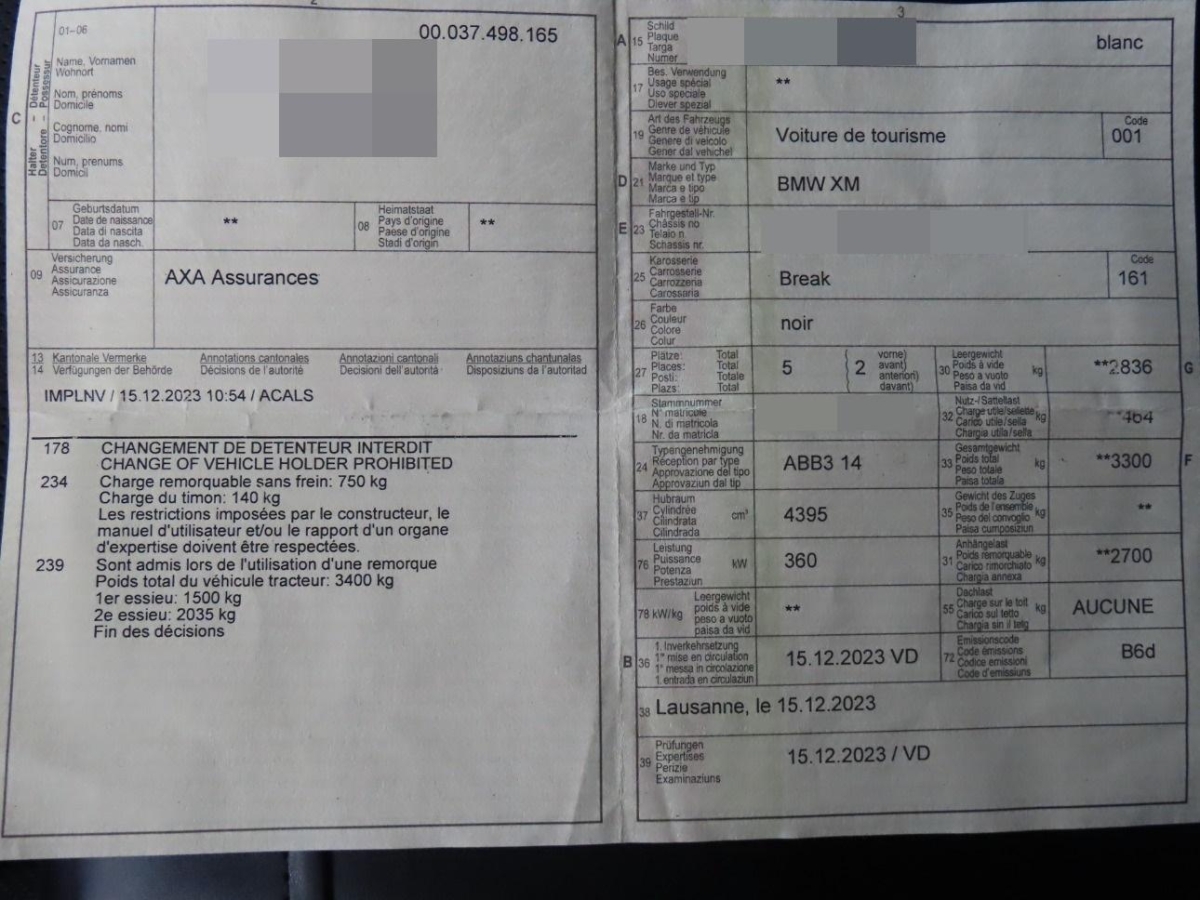 2
01-06
00.037.498.165
C
Halter – Détenteur
Detentore – Possessur
Name, Vornamen
Wohnort
Nom, prénoms
Domicile
Cognome, nomi
Domicilio
Num, prenums
Domicil
07
Geburtsdatum
Date de naissance
Data di nascita
Data da nasch.
**
08
Heimatstaat
Pays d'origine
Paese d'origine
Stadi d'origin
**
09
Versicherung
Assurance
Assicurazione
Assicuranza
AXA Assurances
13 Kantonale Vermerke Annotations cantonales Annotazioni cantonali Annotaziuns chantunalas
14 Verfügungen der Behörde Décisions de l'autorité Decisioni dell'autorità Disposiziuns da l'autoritad
IMPLNV / 15.12.2023 10:54 / ACALS
178 CHANGEMENT DE DETENTEUR INTERDIT
CHANGE OF VEHICLE HOLDER PROHIBITED
234 Charge remorquable sans frein: 750 kg
Charge du timon: 140 kg
Les restrictions imposées par le constructeur, le
manuel d'utilisateur et/ou le rapport d'un organe
d'expertise doivent être respectées.
239 Sont admis lors de l'utilisation d'une remorque
Poids total du véhicule tracteur: 3400 kg
1er essieu: 1500 kg
2e essieu: 2035 kg
Fin des décisions
3
A 15
Schild
Plaque
Targa
Numer
blanc
17
Bes. Verwendung
Usage spécial
Uso speciale
Diever spezial
**
19
Art des Fahrzeugs
Genre de véhicule
Genere di veicolo
Gener dal vehichel
Voiture de tourisme
Code
001
D 21
Marke und Typ
Marque et type
Marca e tipo
Marca e tip
BMW XM
E 23
Fahrgestell-Nr.
Châssis no
Telaio n.
Schassis nr.
25
Karosserie
Carrosserie
Carrozzeria
Carossaria
Break
Code
161
26
Farbe
Couleur
Colore
Colur
noir
27
Plätze: Total
Places: Total
Posti: Totale
Plazs: Total
5
2
vorne)
avant)
anteriori)
davant)
30
Leergewicht
Poids à vide
Peso a vuoto
Paisa da vid
kg
**2836
G
18
Stammnummer
N° matricule
N. di matricola
Nr. da matricla
32
Nutz-/Sattellast
Charge utile/sellette
Carico utile/sella
Chargia utila/sella
kg
**464
24
Typengenehmigung
Réception par type
Approvazione del tipo
Approvaziun dal tip
ABB3 14
33
Gesamtgewicht
Poids total
Peso totale
Paisa totala
kg
**3300
F
37
Hubraum
Cylindrée
Cilindrata
Cilindrada
cm³
4395
35
Gewicht des Zuges
Poids de l'ensemble
Peso del convoglio
Paisa cumposiziun
kg
**
76
Leistung
Puissance
Potenza
Prestaziun
kW
360
31
Anhängelast
Poids remorquable
Carico rimorchiato
Chargia annexa
kg
**2700
78 kW/kg
Leergewicht
poids à vide
peso a vuoto
paisa da vid
**
55
Dachlast
Charge sur le toit
Carico sul tetto
Chargia sin il tetg
kg
AUCUNE
B 36
1. Inverkehrsetzung
1re mise en circulation
1a messa in circolazione
1. entrada en circulaziun
15.12.2023 VD
72
Emissionscode
Code émissions
Codice emissioni
Code d'emissiuns
B6d
38 Lausanne, le 15.12.2023
39
Prüfungen
Expertises
Perizie
Examinaziuns
15.12.2023 / VD